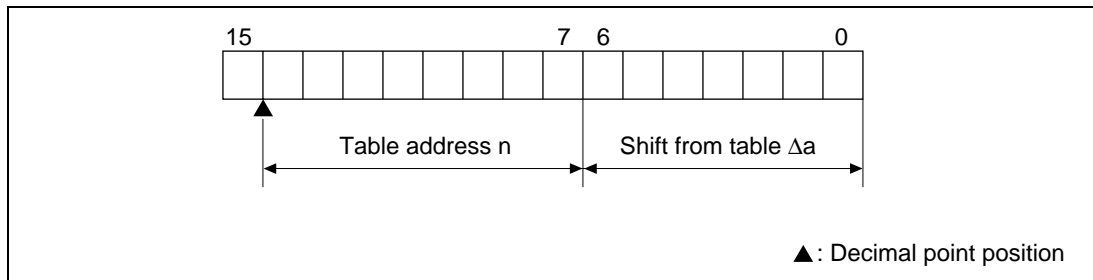 15 7 6 0
Table address n Shift from table Δa
▲: Decimal point position